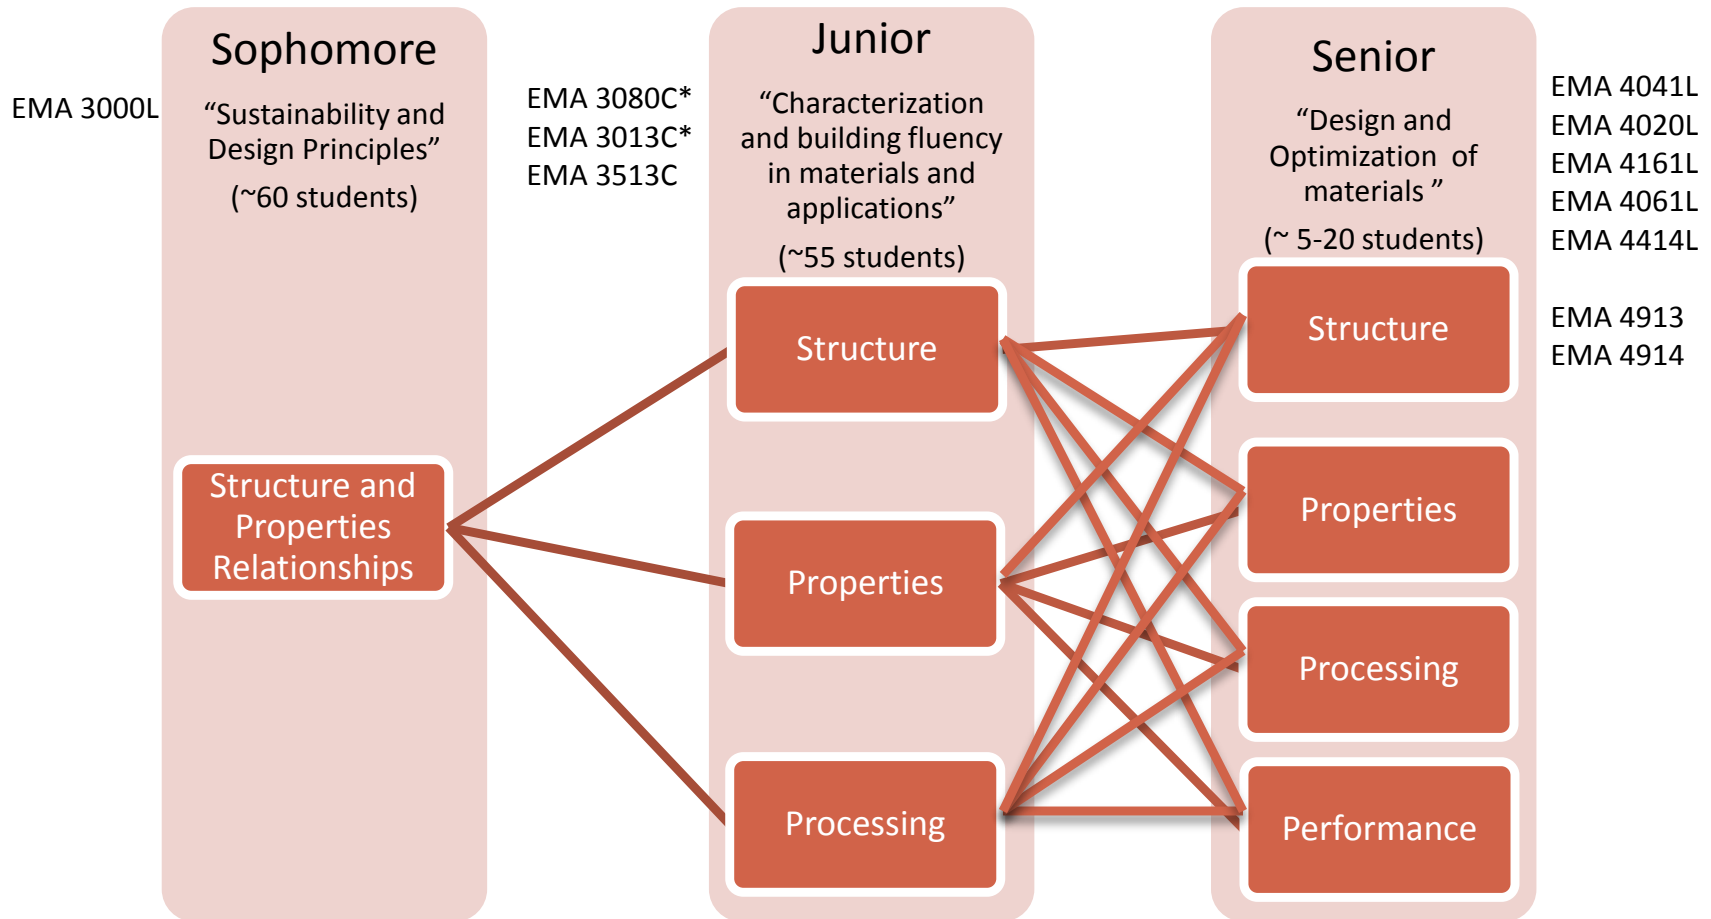 EMA 3000L
Sophomore
“Sustainability and
Design Principles”
(~60 students)
Structure and
Properties
Relationships
EMA 3080C*
EMA 3013C*
EMA 3513C
Junior
“Characterization
and building fluency
in materials and
applications”
(~55 students)
Structure
Properties
Processing
Senior
“Design and
Optimization of
materials ”
(~ 5-20 students)
Structure
Properties
Processing
Performance
EMA 4041L
EMA 4020L
EMA 4161L
EMA 4061L
EMA 4414L
EMA 4913
EMA 4914